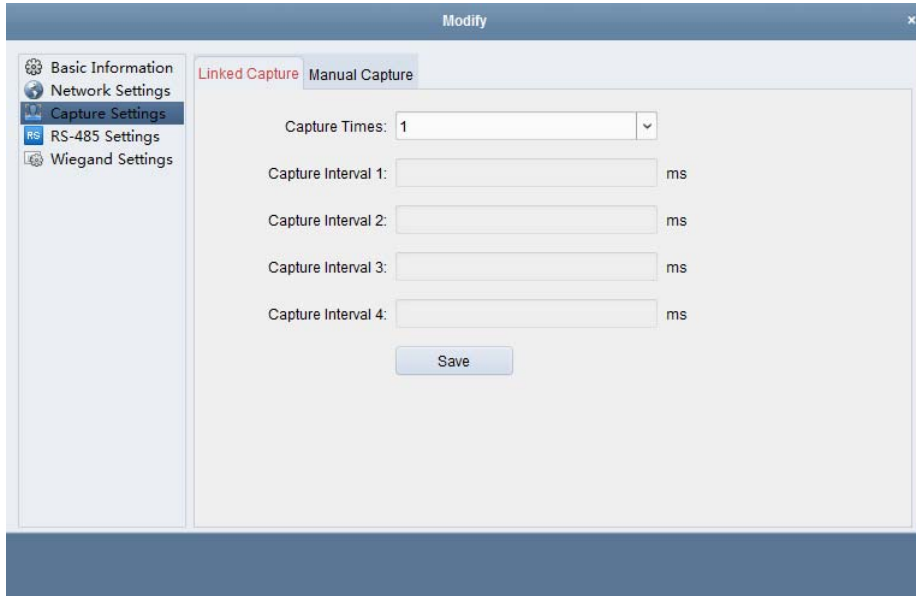 Modify
×
Basic Information
Network Settings
Capture Settings
RS RS-485 Settings
Wiegand Settings
Linked Capture Manual Capture
Capture Times: 1
Capture Interval 1: ms
Capture Interval 2: ms
Capture Interval 3: ms
Capture Interval 4: ms
Save